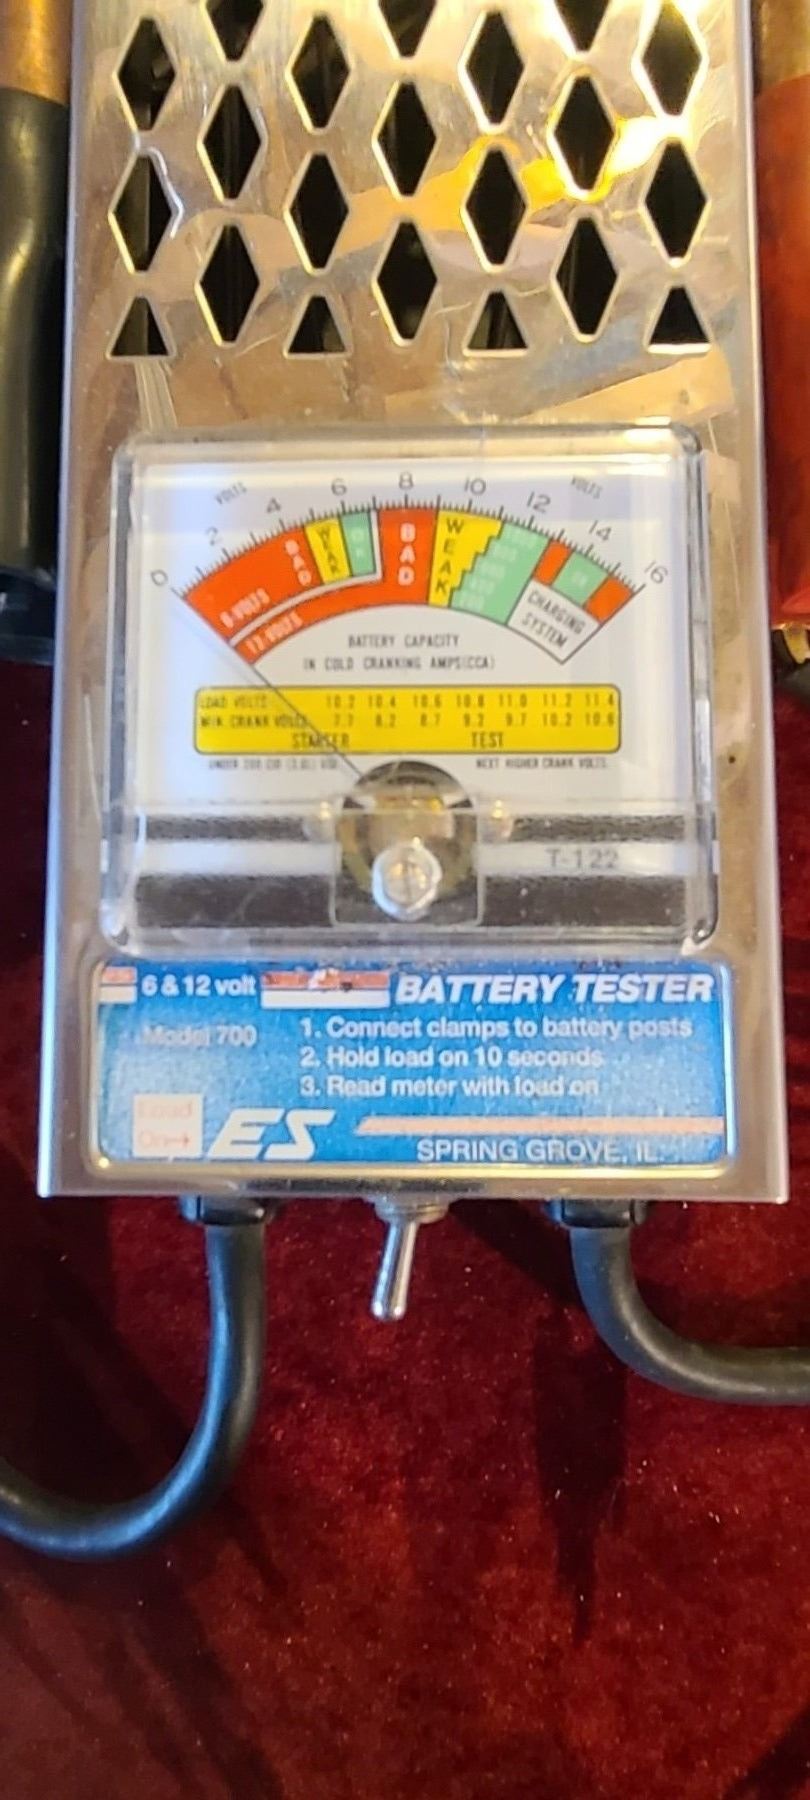 VOLTS VOLTS
0 2 4 6 8 10 12 14 16
BAD WEAK OK BAD WEAK OK
6-VOLTS
12-VOLTS
CHARGING
SYSTEM
BATTERY CAPACITY
IN COLD CRANKING AMPS(CCA)
LOAD VOLTS 10.2 10.4 10.6 10.8 11.0 11.2 11.4
MIN. CRANK VOLTS 7.7 8.2 8.7 9.2 9.7 10.2 10.6
STARTER TEST
UNDER NEXT HIGHER CRANK VOLTS.
T-122
6 & 12 volt BATTERY TESTER
Model 700
1. Connect clamps to battery posts
2. Hold load on 10 seconds
3. Read meter with load on
Load
On→
ES
SPRING GROVE, IL.